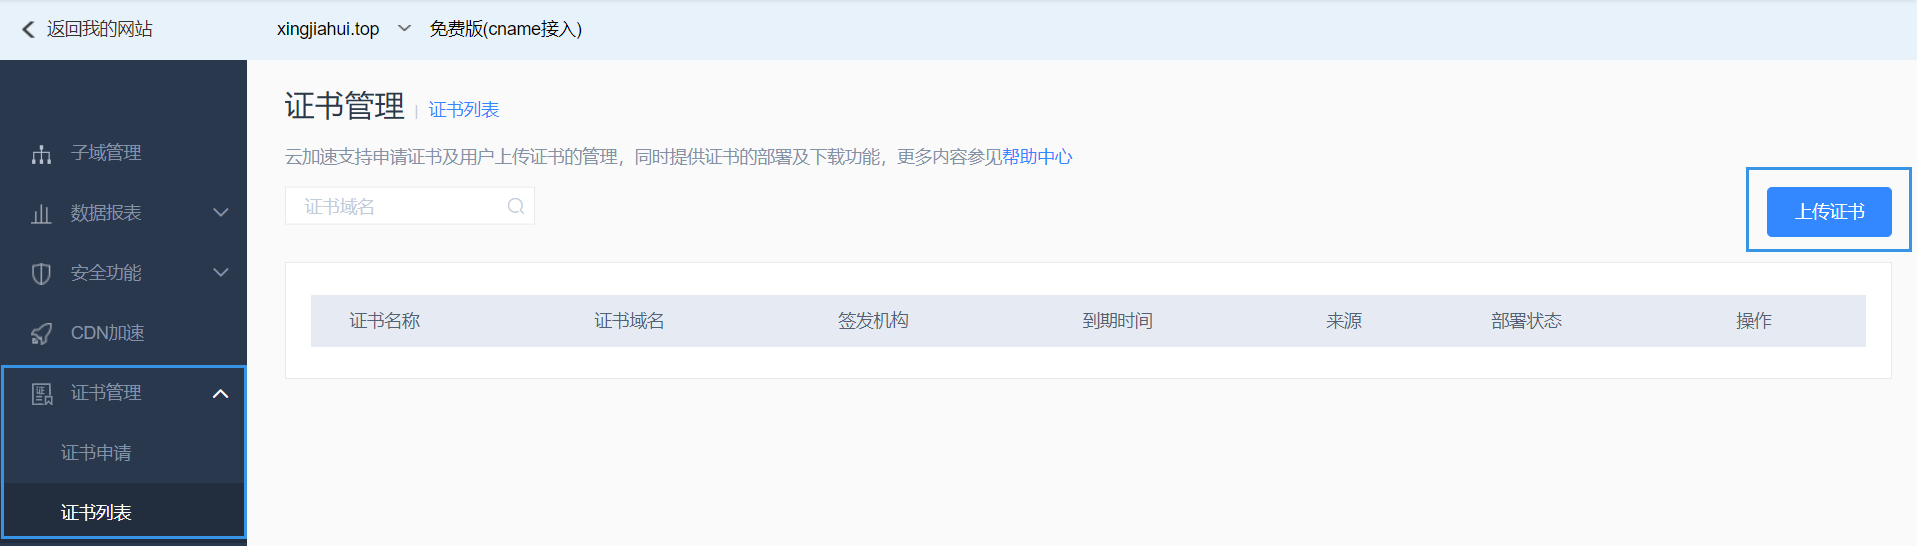 返回我的网站
xingjiahui.top 免费版(cname接入)
子域管理
数据报表
安全功能
CDN加速
证书管理
证书申请
证书列表
证书管理 | 证书列表
云加速支持申请证书及用户上传证书的管理，同时提供证书的部署及下载功能，更多内容参见帮助中心
证书域名
上传证书
证书名称 证书域名 签发机构 到期时间 来源 部署状态 操作